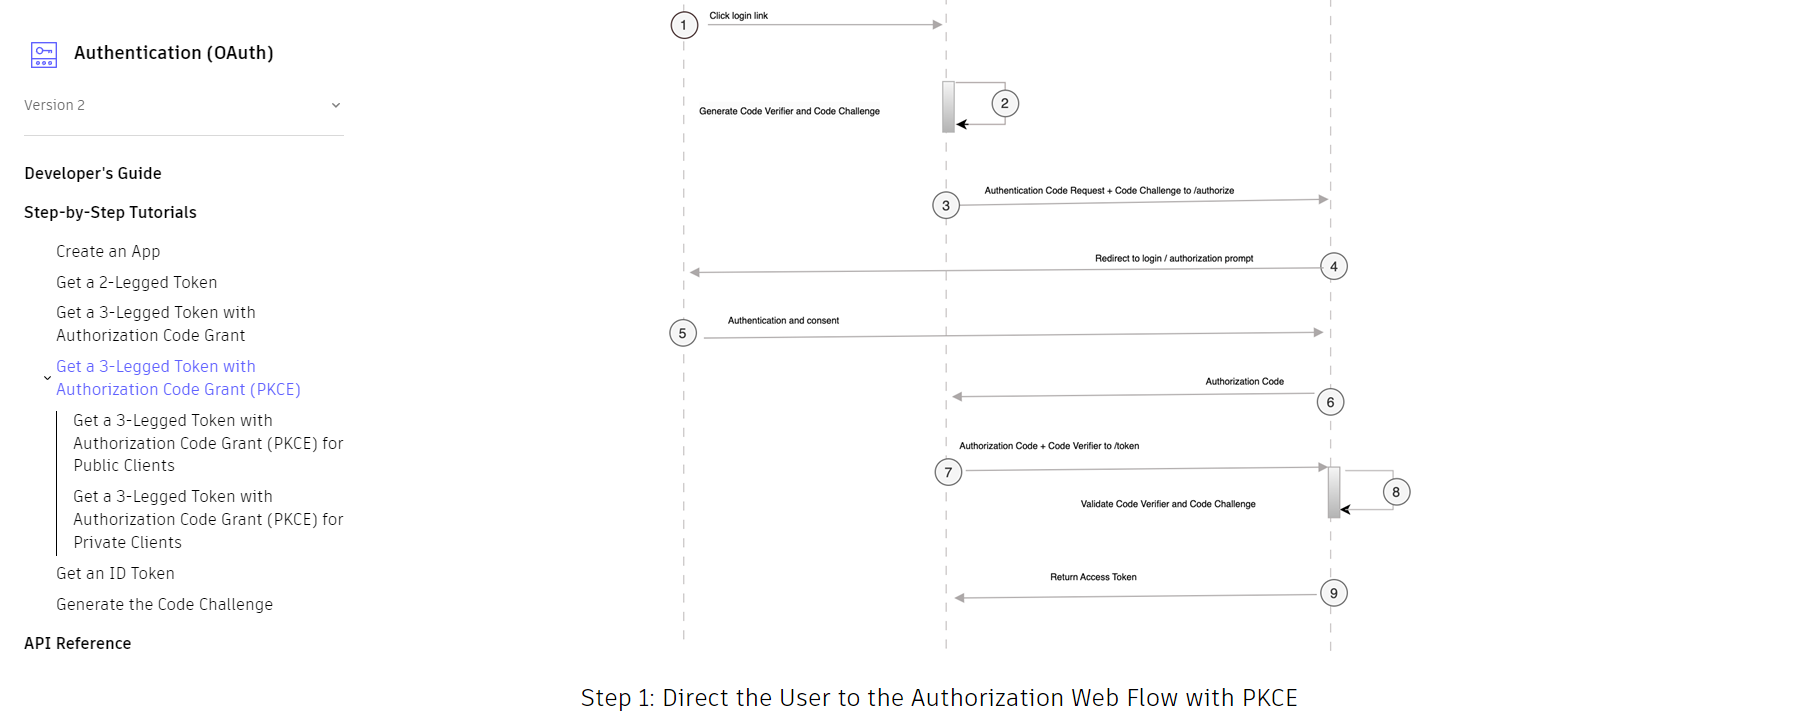 Authentication (OAuth)
Version 2
Developer's Guide
Step-by-Step Tutorials
Create an App
Get a 2-Legged Token
Get a 3-Legged Token with
Authorization Code Grant
Get a 3-Legged Token with
Authorization Code Grant (PKCE)
Get a 3-Legged Token with
Authorization Code Grant (PKCE) for
Public Clients
Get a 3-Legged Token with
Authorization Code Grant (PKCE) for
Private Clients
Get an ID Token
Generate the Code Challenge
API Reference
1
Click login link
2
Generate Code Verifier and Code Challenge
3
Authentication Code Request + Code Challenge to /authorize
4
Redirect to login / authorization prompt
5
Authentication and consent
6
Authorization Code
7
Authorization Code + Code Verifier to /token
8
Validate Code Verifier and Code Challenge
9
Return Access Token
Step 1: Direct the User to the Authorization Web Flow with PKCE